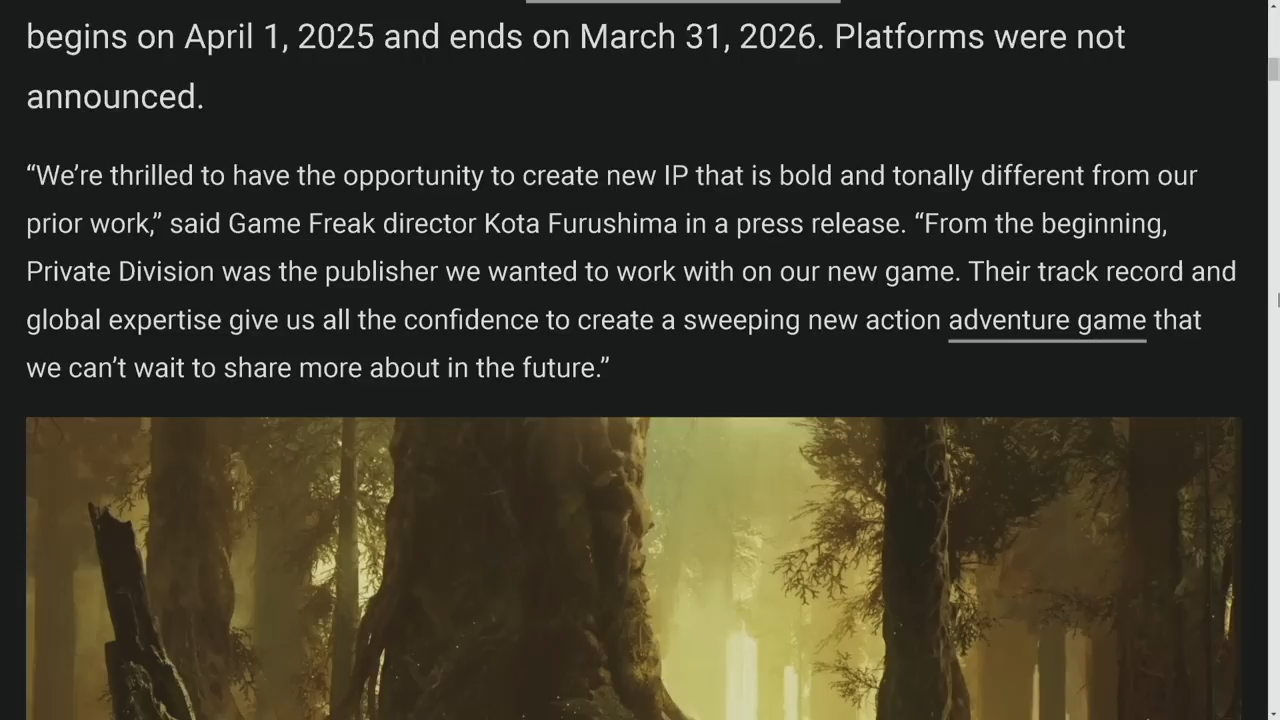 begins on April 1, 2025 and ends on March 31, 2026. Platforms were not
announced.
“We’re thrilled to have the opportunity to create new IP that is bold and tonally different from our
prior work,” said Game Freak director Kota Furushima in a press release. “From the beginning,
Private Division was the publisher we wanted to work with on our new game. Their track record and
global expertise give us all the confidence to create a sweeping new action adventure game that
we can’t wait to share more about in the future.”